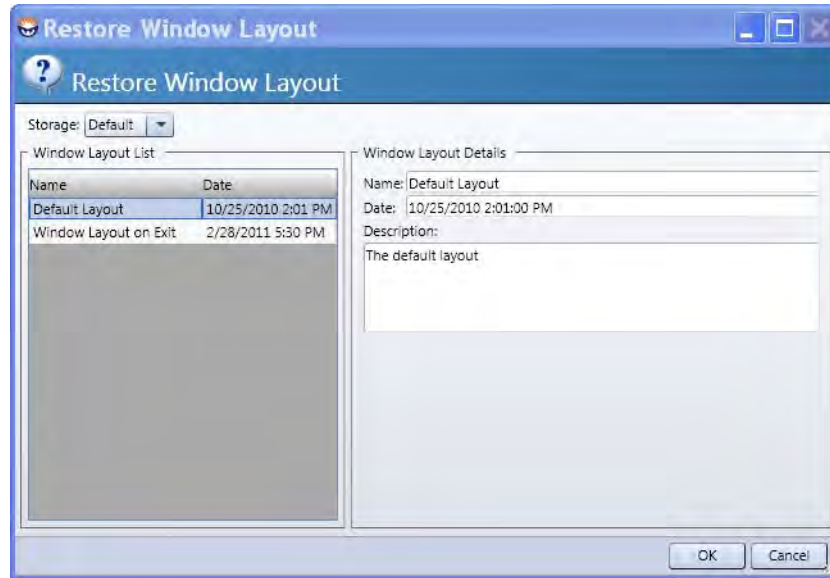 Restore Window Layout
Restore Window Layout
Storage: Default
Window Layout List
Name Date
Default Layout 10/25/2010 2:01 PM
Window Layout on Exit 2/28/2011 5:30 PM
Window Layout Details
Name: Default Layout
Date: 10/25/2010 2:01:00 PM
Description:
The default layout
OK Cancel